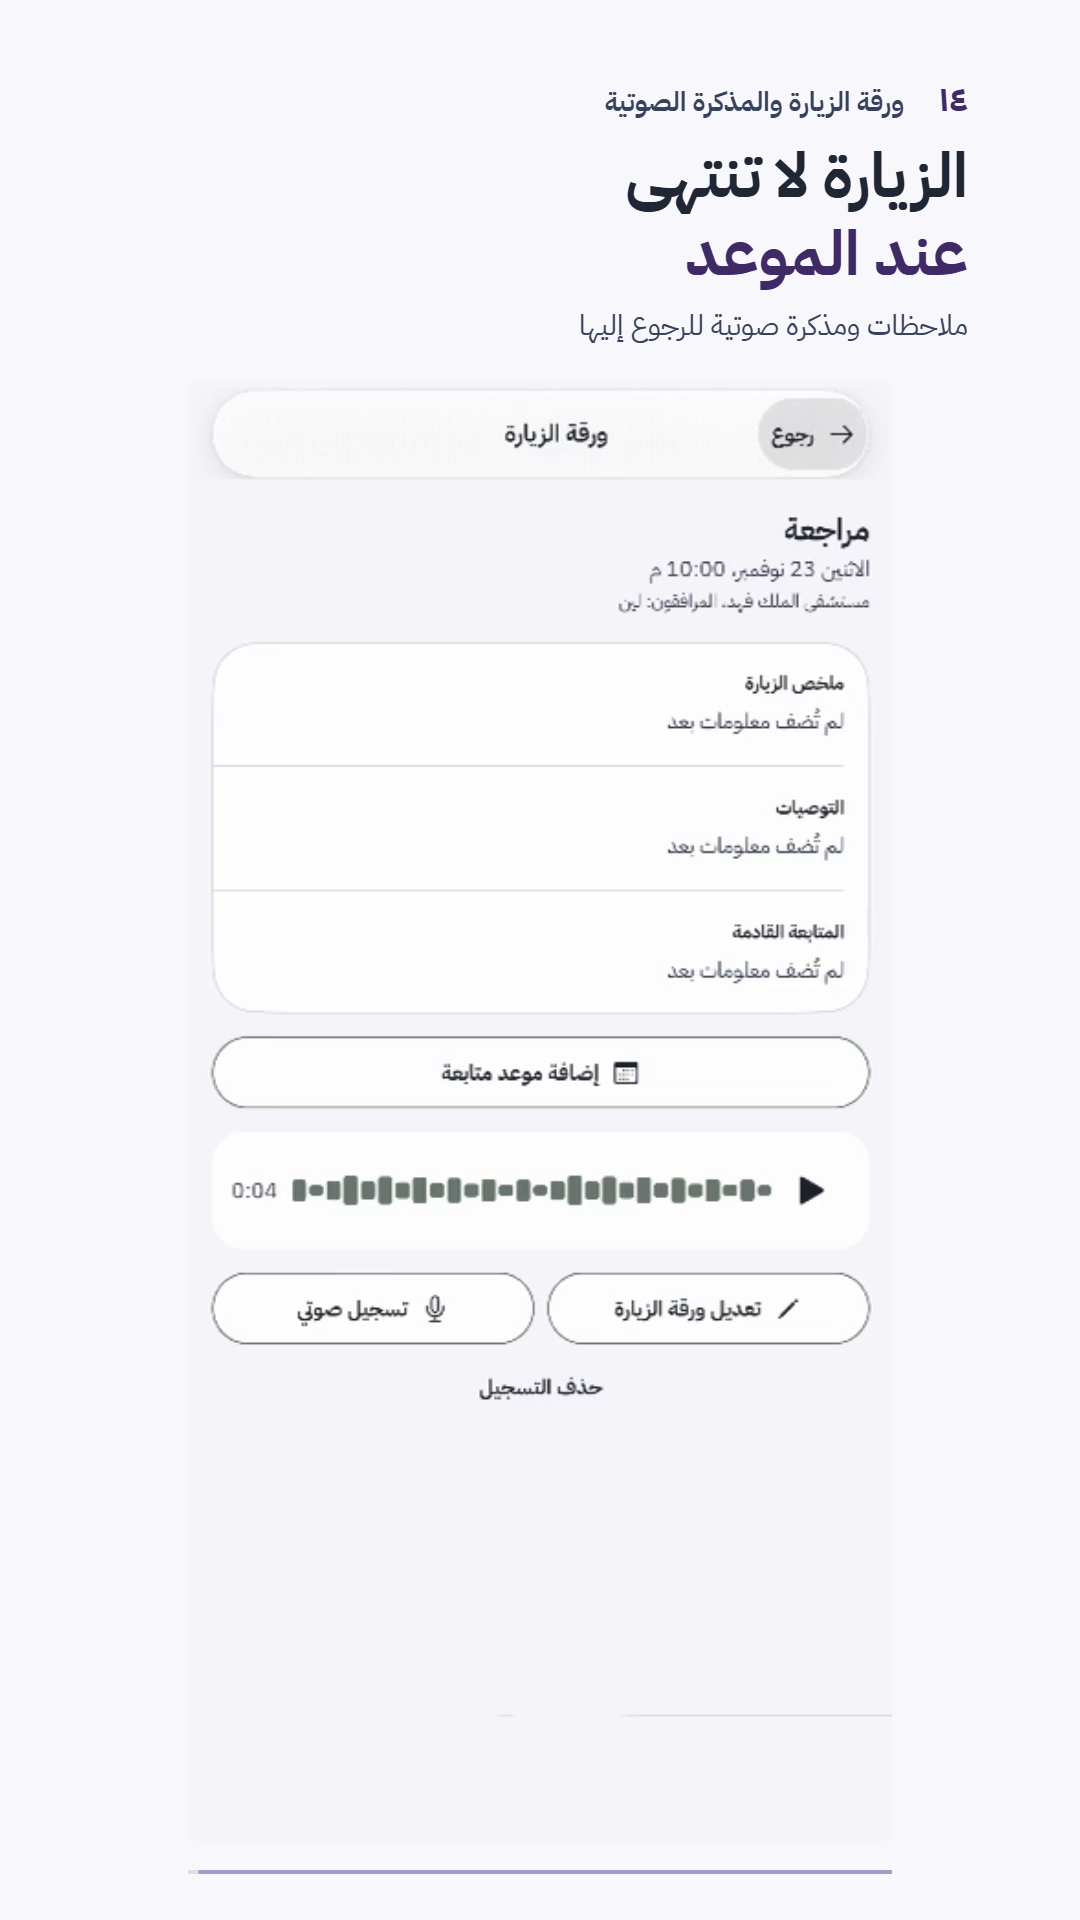 ١٤ ورقة الزيارة والمذكرة الصوتية
الزيارة لا تنتهي
عند الموعد
ملاحظات ومذكرة صوتية للرجوع إليها
رجوع
ورقة الزيارة
مراجعة
الاثنين 23 نوفمبر، 10:00 م
مستشفى الملك فهد، المرافقون: لين
ملخص الزيارة
لم تُضف معلومات بعد
التوصيات
لم تُضف معلومات بعد
المتابعة القادمة
لم تُضف معلومات بعد
إضافة موعد متابعة
0:04
تعديل ورقة الزيارة
تسجيل صوتي
حذف التسجيل